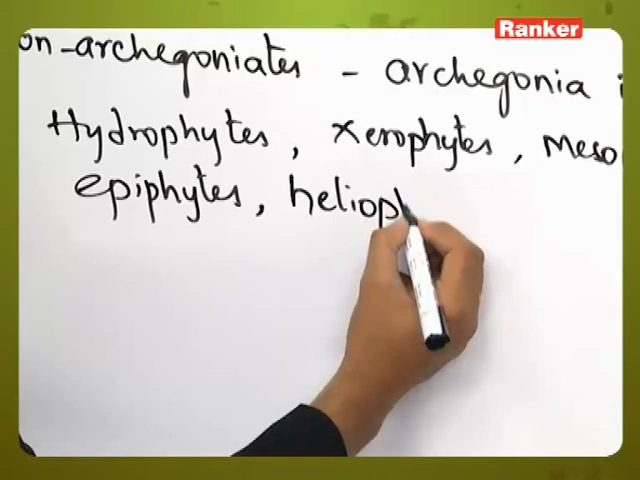 Ranker
on-archegoniates - archegonia i
Hydrophytes, xerophytes, Meso
epiphytes, heliop